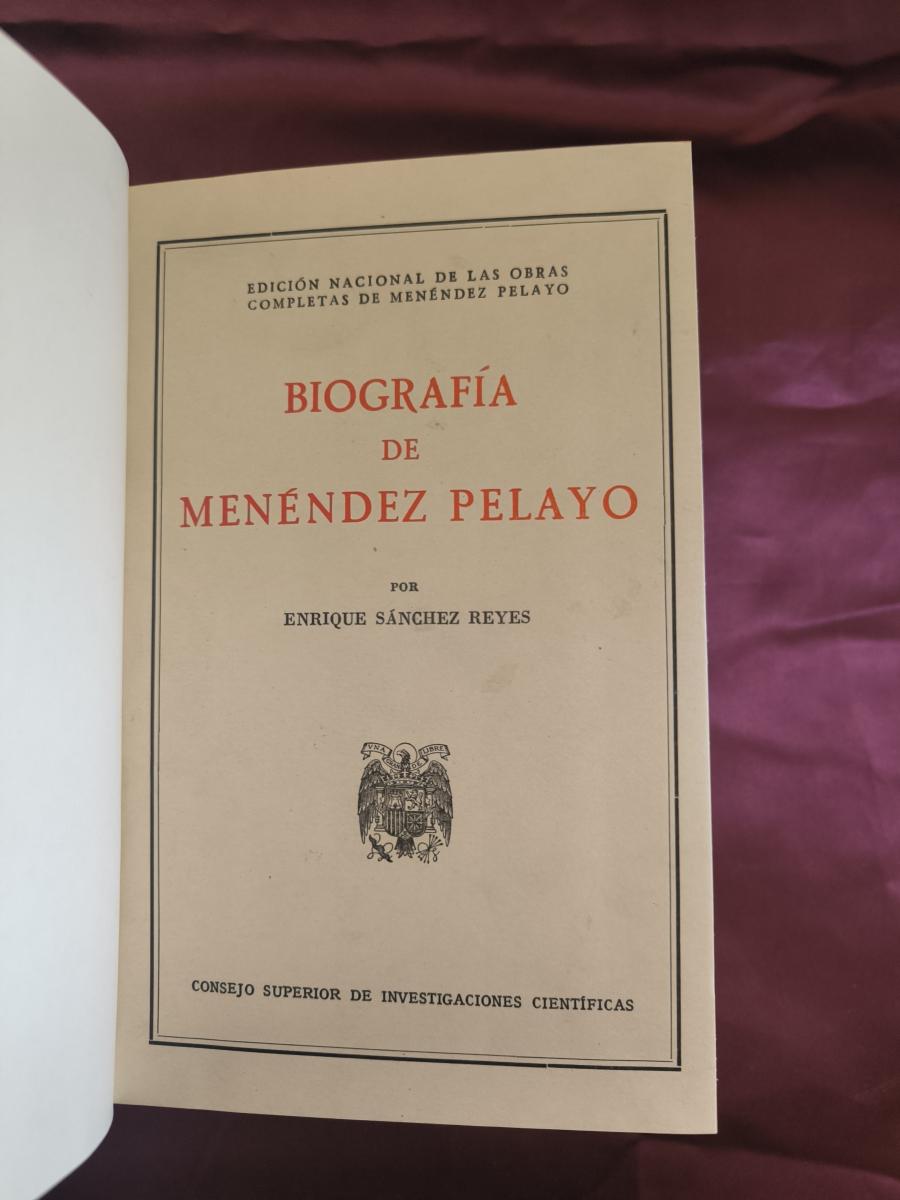 EDICIÓN NACIONAL DE LAS OBRAS
COMPLETAS DE MENÉNDEZ PELAYO
BIOGRAFÍA
DE
MENÉNDEZ PELAYO
POR
ENRIQUE SÁNCHEZ REYES
VNA GRANDE LIBRE
CONSEJO SUPERIOR DE INVESTIGACIONES CIENTÍFICAS